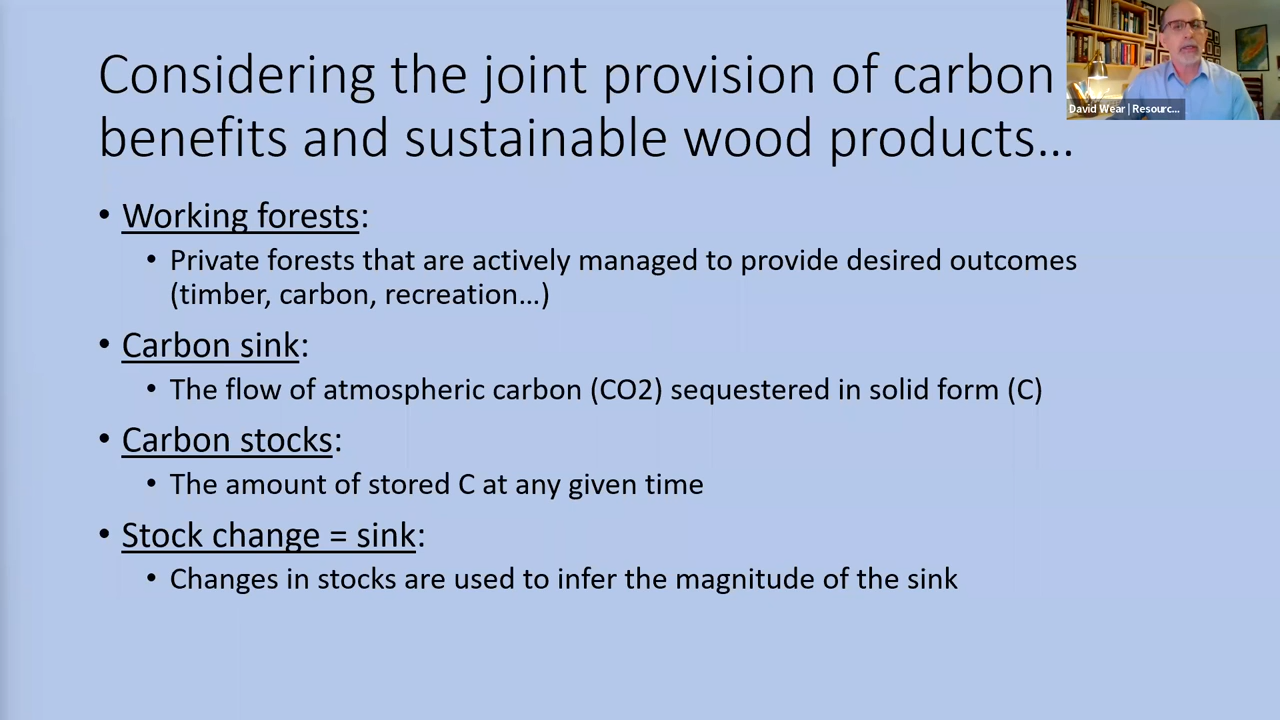 Considering the joint provision of carbon
benefits and sustainable wood products…
David Wear | Resourc...
• Working forests:
• Private forests that are actively managed to provide desired outcomes
(timber, carbon, recreation…)
• Carbon sink:
• The flow of atmospheric carbon (CO2) sequestered in solid form (C)
• Carbon stocks:
• The amount of stored C at any given time
• Stock change = sink:
• Changes in stocks are used to infer the magnitude of the sink